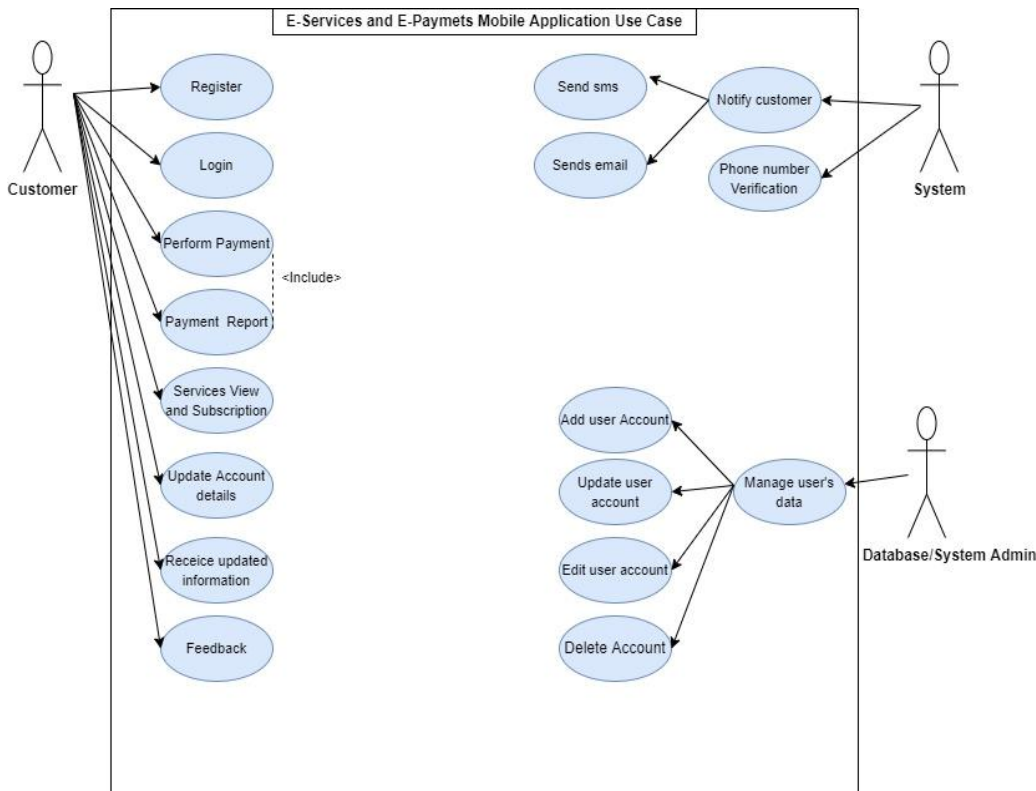 E-Services and E-Paymets Mobile Application Use Case
Customer
Register
Login
Perform Payment
<Include>
Payment Report
Services View
and Subscription
Update Account
details
Receice updated
information
Feedback
Send sms
Sends email
Notify customer
Phone number
Verification
System
Add user Account
Update user
account
Edit user account
Delete Account
Manage user's
data
Database/System Admin